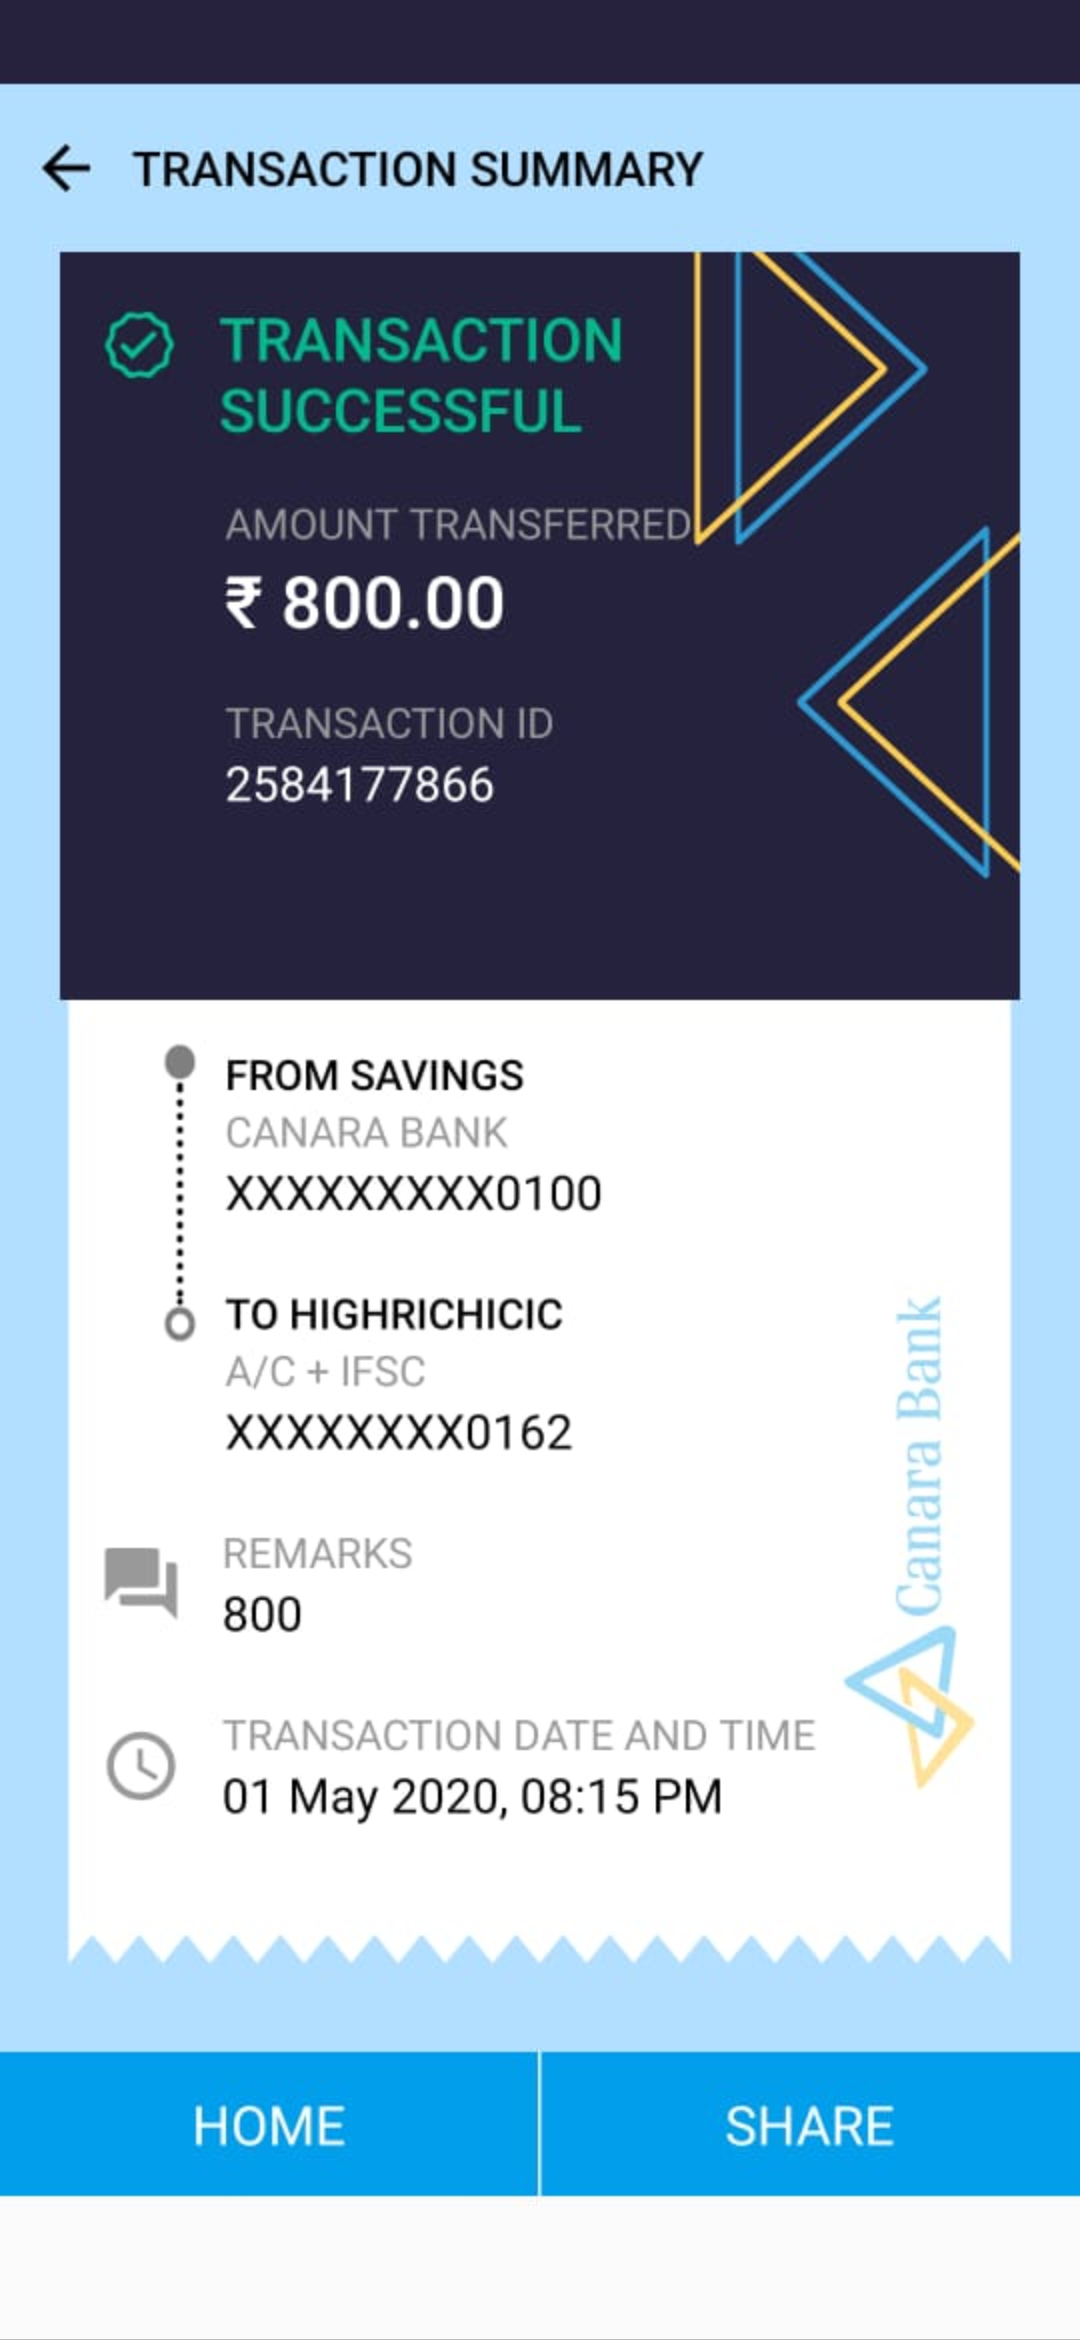 TRANSACTION SUMMARY
TRANSACTION
SUCCESSFUL
AMOUNT TRANSFERRED
₹ 800.00
TRANSACTION ID
2584177866
FROM SAVINGS
CANARA BANK
XXXXXXXXX0100
TO HIGHRICHICIC
A/C + IFSC
XXXXXXXX0162
REMARKS
800
TRANSACTION DATE AND TIME
01 May 2020, 08:15 PM
Canara Bank
HOME
SHARE